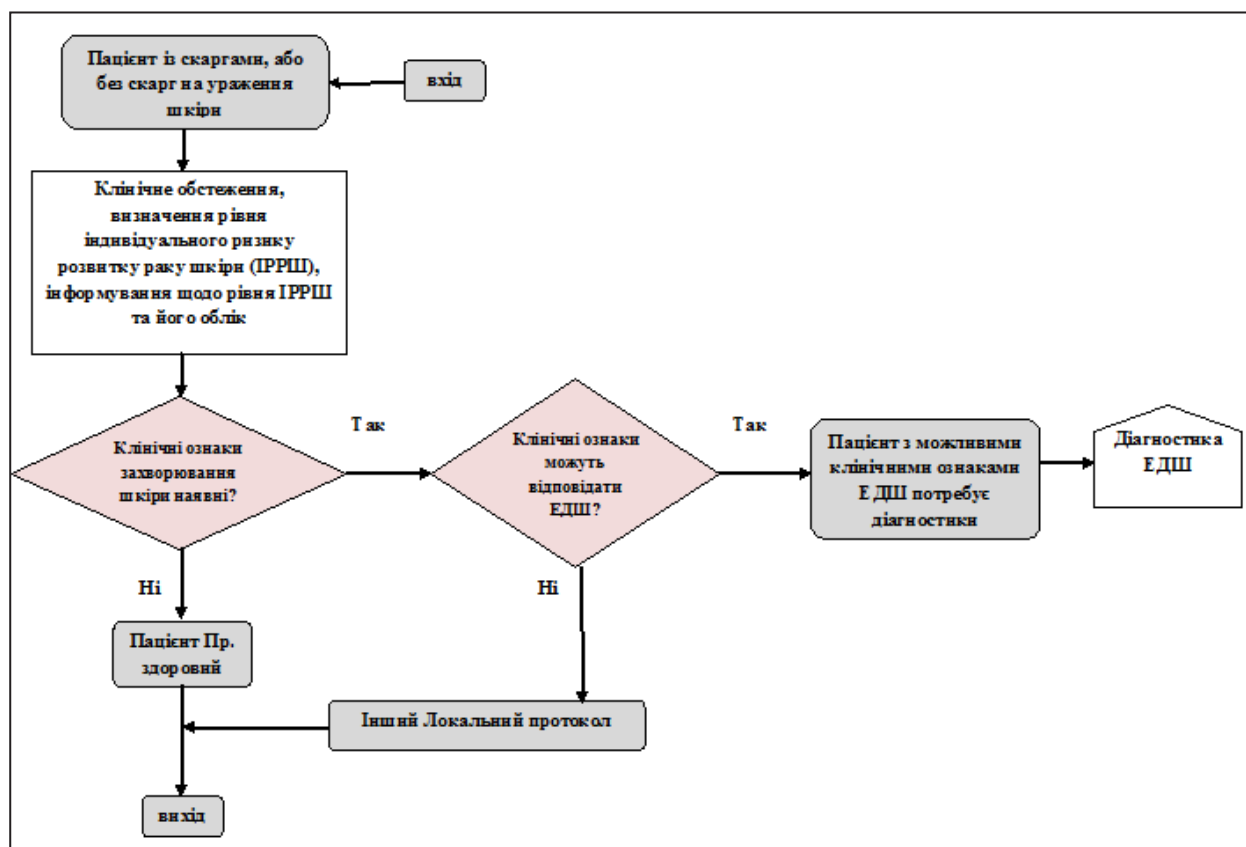 Пацієнт із скаргами, або
без скарг на ураження
шкіри
вхід
Клінічне обстеження,
визначення рівня
індивідуального ризику
розвитку раку шкіри (ІРРШ),
інформування щодо рівня ІРРШ
та його облік
Клінічні ознаки
захворювання
шкіри наявні?
Так
Клінічні ознаки
можуть
відповідати
ЕДШ?
Так
Пацієнт з можливими
клінічними ознаками
ЕДШ потребує
діагностики
Діагностика
ЕДШ
Ні
Ні
Пацієнт Пр.
здоровий
Інший Локальний протокол
вихід